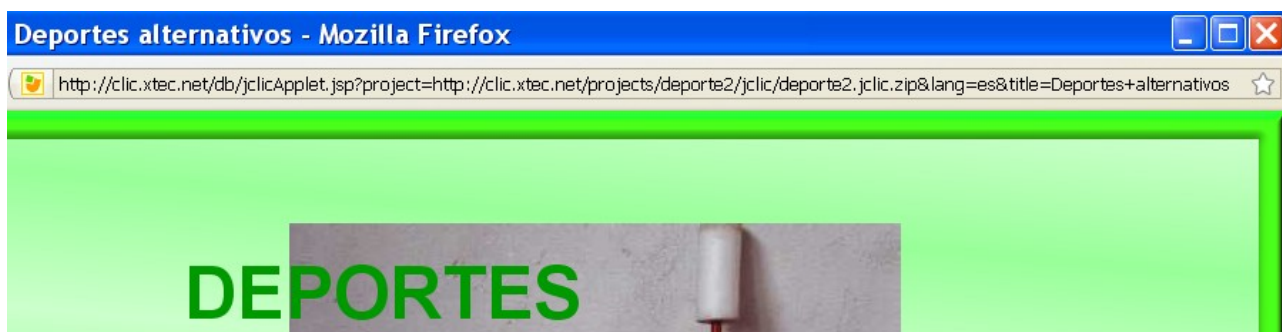 Deportes alternativos - Mozilla Firefox
http://clic.xtec.net/db/jclicApplet.jsp?project=http://clic.xtec.net/projects/deporte2/jclic/deporte2.jclic.zip&lang=es&title=Deportes+alternativos
DEPORTES